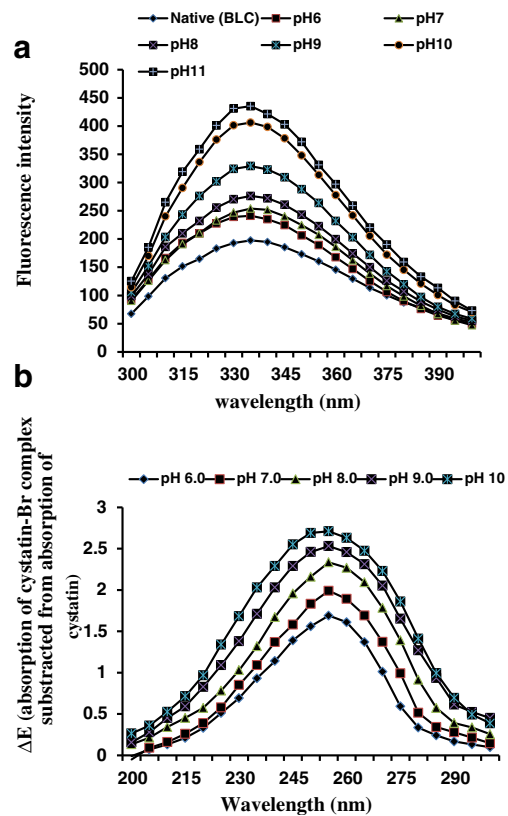 Native (BLC) pH6 pH7
pH8 pH9 pH10
pH11
a
500
450
400
350
300
250
200
150
100
50
0
Fluorescence intensity
300 315 330 345 360 375 390
wavelength (nm)
b
pH 6.0 pH 7.0 pH 8.0 pH 9.0 pH 10
3
2.5
2
1.5
1
0.5
0
ΔE (absorption of cystatin-Br complex
substracted from absorption of
cystatin)
200 215 230 245 260 275 290
Wavelength (nm)